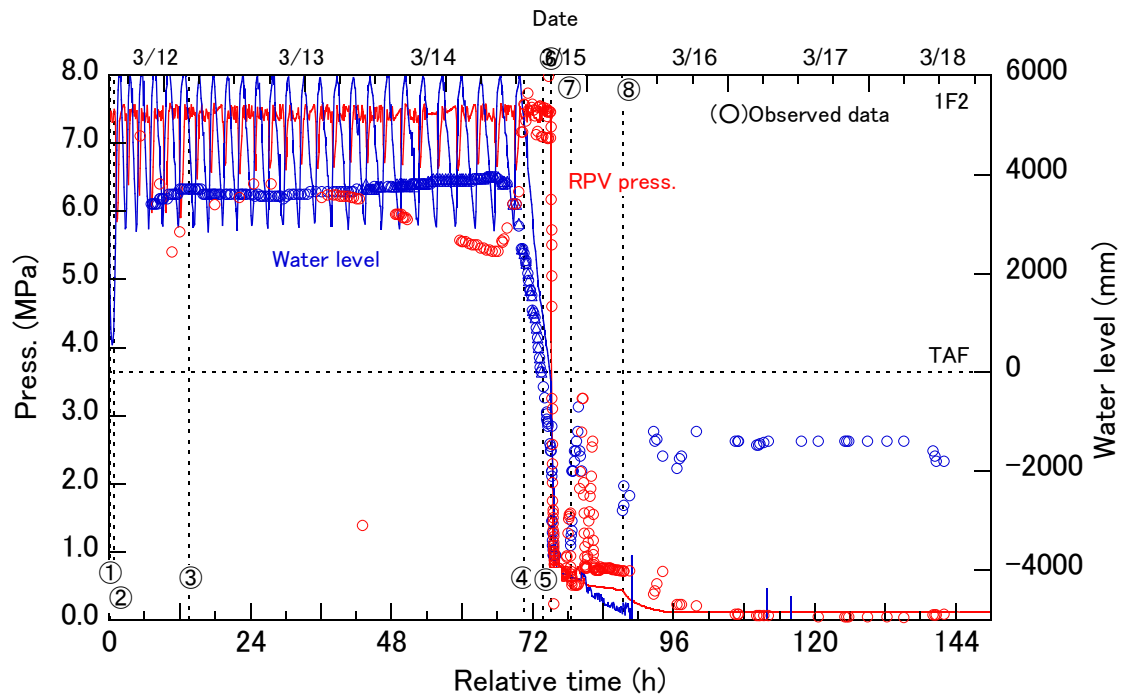 Date
3/12 3/13 3/14 3/15 3/16 3/17 3/18
8.0 ⑥ 6000
⑦ ⑧ (○)Observed data 1F2
7.0
4000
RPV press.
6.0
Water level
5.0 2000
4.0
TAF 0
3.0
2.0 -2000
1.0
① ② ③ ④ ⑤ -4000
0.0
0 24 48 72 96 120 144
Relative time (h)
Press. (MPa)
Water level (mm)